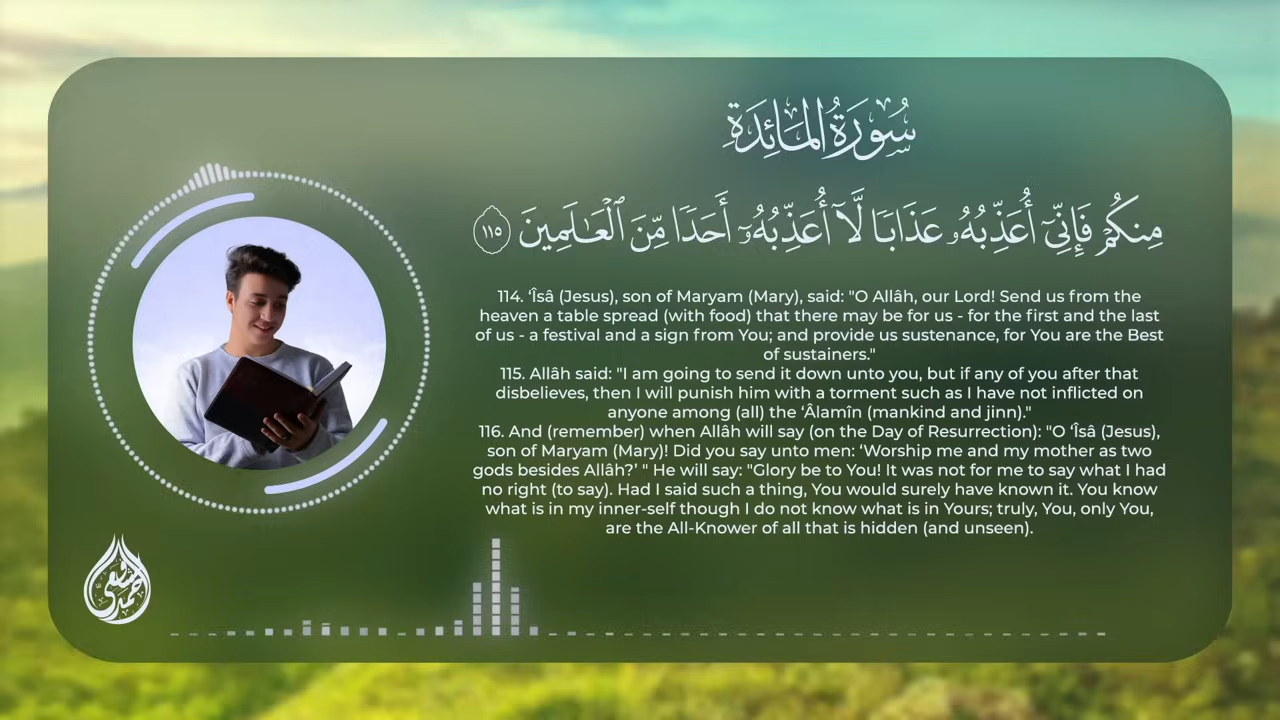 سُورَةُ المَائِدَةِ
مِنكُمْ فَإِنِّىٓ أُعَذِّبُهُۥ عَذَابًا لَّآ أُعَذِّبُهُۥٓ أَحَدًا مِّنَ ٱلْعَـٰلَمِينَ ١١٥
114. ‘Îsâ (Jesus), son of Maryam (Mary), said: "O Allâh, our Lord! Send us from the
heaven a table spread (with food) that there may be for us - for the first and the last
of us - a festival and a sign from You; and provide us sustenance, for You are the Best
of sustainers."
115. Allâh said: "I am going to send it down unto you, but if any of you after that
disbelieves, then I will punish him with a torment such as I have not inflicted on
anyone among (all) the ‘Âlamîn (mankind and jinn)."
116. And (remember) when Allâh will say (on the Day of Resurrection): "O ‘Îsâ (Jesus),
son of Maryam (Mary)! Did you say unto men: ‘Worship me and my mother as two
gods besides Allâh?’ " He will say: "Glory be to You! It was not for me to say what I had
no right (to say). Had I said such a thing, You would surely have known it. You know
what is in my inner-self though I do not know what is in Yours; truly, You, only You,
are the All-Knower of all that is hidden (and unseen).